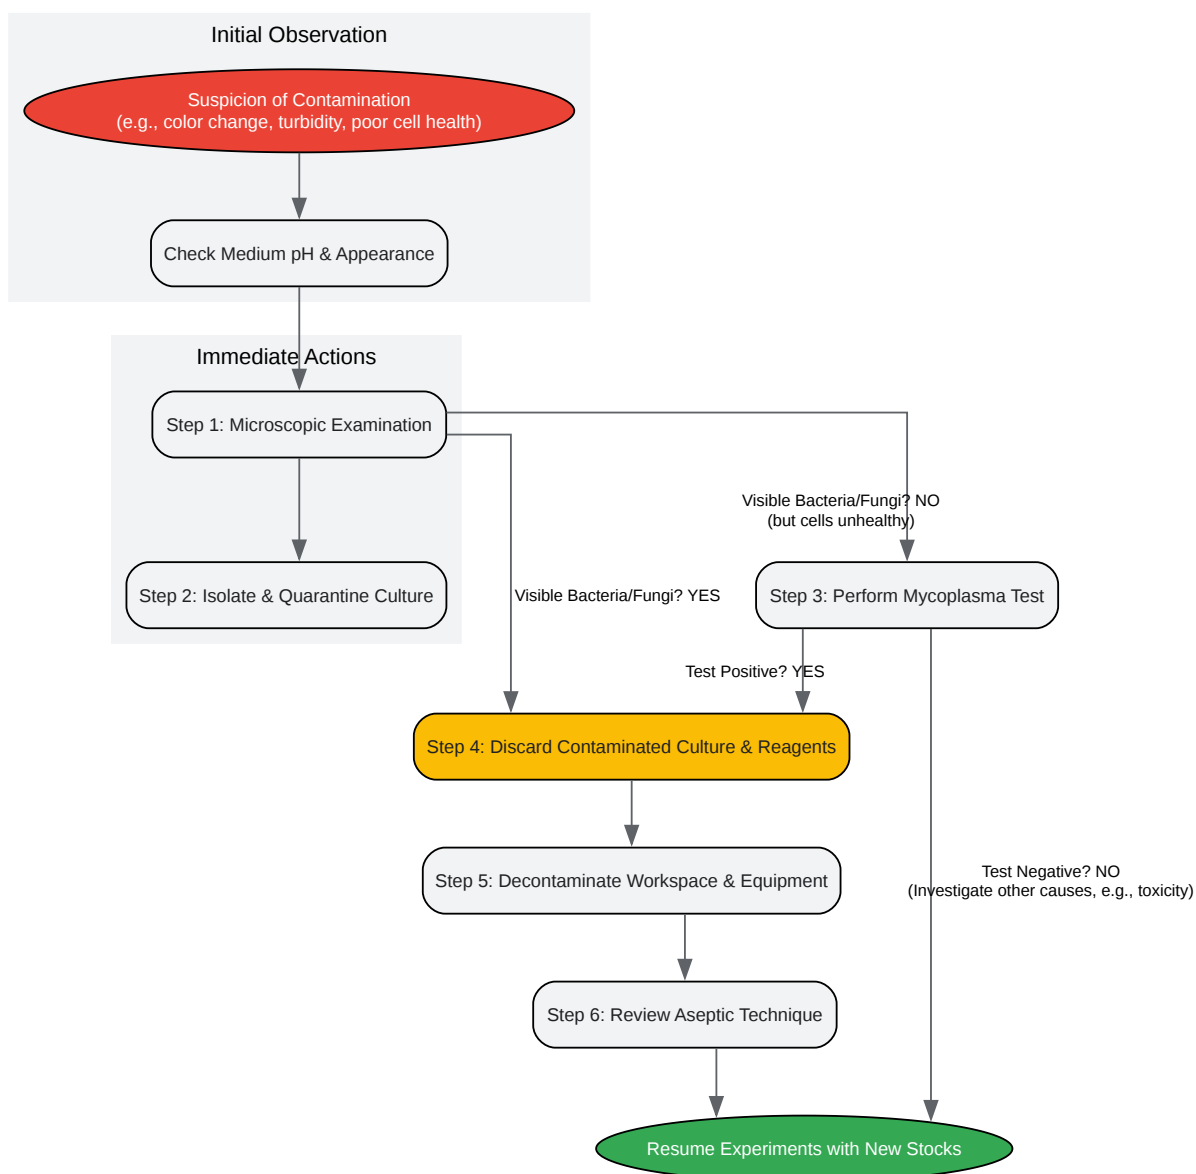 Initial Observation
Suspicion of Contamination
(e.g., color change, turbidity, poor cell health)
Check Medium pH & Appearance
Immediate Actions
Step 1: Microscopic Examination
Visible Bacteria/Fungi? NO
(but cells unhealthy)
Step 2: Isolate & Quarantine Culture
Visible Bacteria/Fungi? YES
Step 3: Perform Mycoplasma Test
Test Positive? YES
Step 4: Discard Contaminated Culture & Reagents
Step 5: Decontaminate Workspace & Equipment
Test Negative? NO
(Investigate other causes, e.g., toxicity)
Step 6: Review Aseptic Technique
Resume Experiments with New Stocks